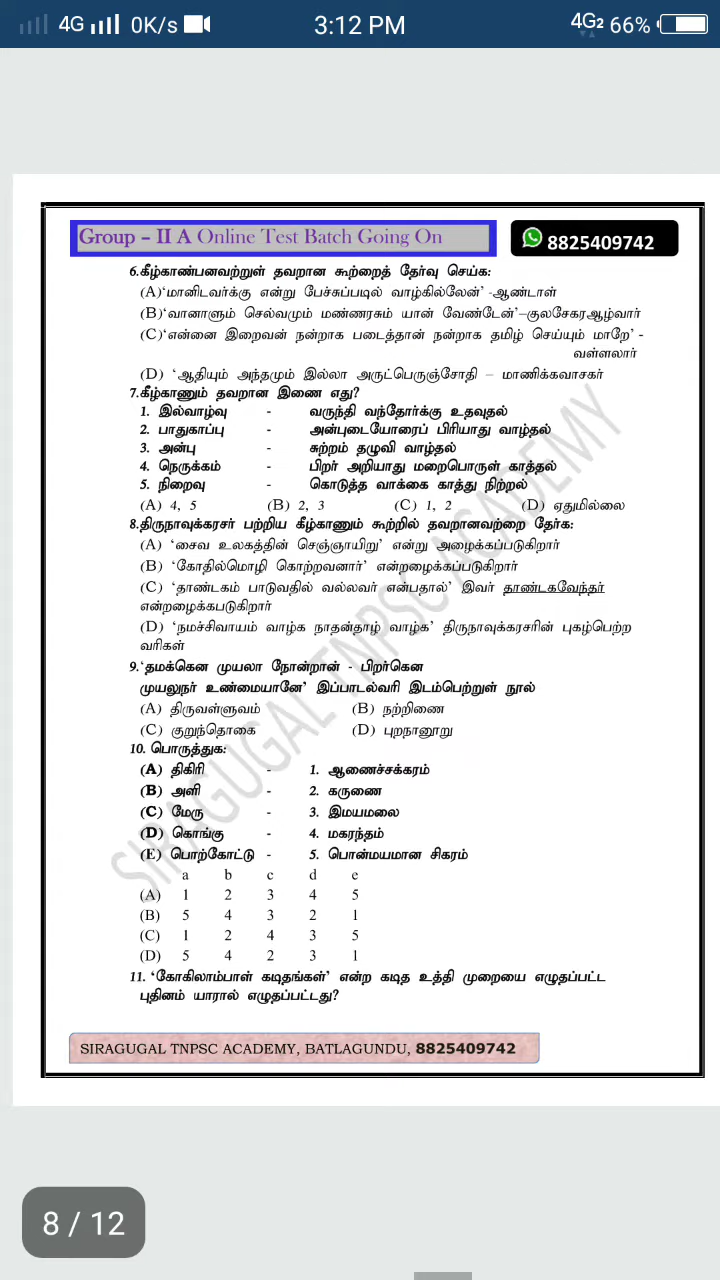 4G 0K/s 3:12 PM 4G2 66%
Group – II A Online Test Batch Going On 8825409742
6.கீழ்காண்பனவற்றுள் தவறான கூற்றைத் தேர்வு செய்க:
(A)‘மானிடவர்க்கு என்று பேச்சுப்படில் வாழ்கில்லேன்’ -ஆண்டாள்
(B)‘வானாளும் செல்வமும் மண்ணரசும் யான் வேண்டேன்’–குலசேகரஆழ்வார்
(C)‘என்னை இறைவன் நன்றாக படைத்தான் நன்றாக தமிழ் செய்யும் மாறே’ -
வள்ளலார்
(D) ‘ஆதியும் அந்தமும் இல்லா அருட்பெருஞ்சோதி – மாணிக்கவாசகர்
7.கீழ்காணும் தவறான இணை எது?
1. இல்வாழ்வு - வருந்தி வந்தோர்க்கு உதவுதல்
2. பாதுகாப்பு - அன்புடையோரைப் பிரியாது வாழ்தல்
3. அன்பு - சுற்றம் தழுவி வாழ்தல்
4. நெருக்கம் - பிறர் அறியாது மறைபொருள் காத்தல்
5. நிறைவு - கொடுத்த வாக்கை காத்து நிற்றல்
(A) 4, 5 (B) 2, 3 (C) 1, 2 (D) ஏதுமில்லை
8.திருநாவுக்கரசர் பற்றிய கீழ்காணும் கூற்றில் தவறானவற்றை தேர்க:
(A) ‘சைவ உலகத்தின் செஞ்ஞாயிறு’ என்று அழைக்கப்படுகிறார்
(B) ‘கோதில்மொழி கொற்றவனார்’ என்றழைக்கப்படுகிறார்
(C) ‘தாண்டகம் பாடுவதில் வல்லவர் என்பதால்’ இவர் தாண்டகவேந்தர்
என்றழைக்கபடுகிறார்
(D) ‘நமச்சிவாயம் வாழ்க நாதன்தாழ் வாழ்க’ திருநாவுக்கரசரின் புகழ்பெற்ற
வரிகள்
9.‘தமக்கென முயலா நோன்றான் - பிறர்கென
முயலுநர் உண்மையானே’ இப்பாடல்வரி இடம்பெற்றுள் நூல்
(A) திருவள்ளுவம் (B) நற்றிணை
(C) குறுந்தொகை (D) புறநானூறு
10. பொருத்துக:
(A) திகிரி - 1. ஆணைச்சக்கரம்
(B) அளி - 2. கருணை
(C) மேரு - 3. இமயமலை
(D) கொங்கு - 4. மகரந்தம்
(E) பொற்கோட்டு - 5. பொன்மயமான சிகரம்
a b c d e
(A) 1 2 3 4 5
(B) 5 4 3 2 1
(C) 1 2 4 3 5
(D) 5 4 2 3 1
11. ‘கோகிலாம்பாள் கடிதங்கள்’ என்ற கடித உத்தி முறையை எழுதப்பட்ட
புதினம் யாரால் எழுதப்பட்டது?
SIRAGUGAL TNPSC ACADEMY
SIRAGUGAL TNPSC ACADEMY, BATLAGUNDU, 8825409742
8 / 12